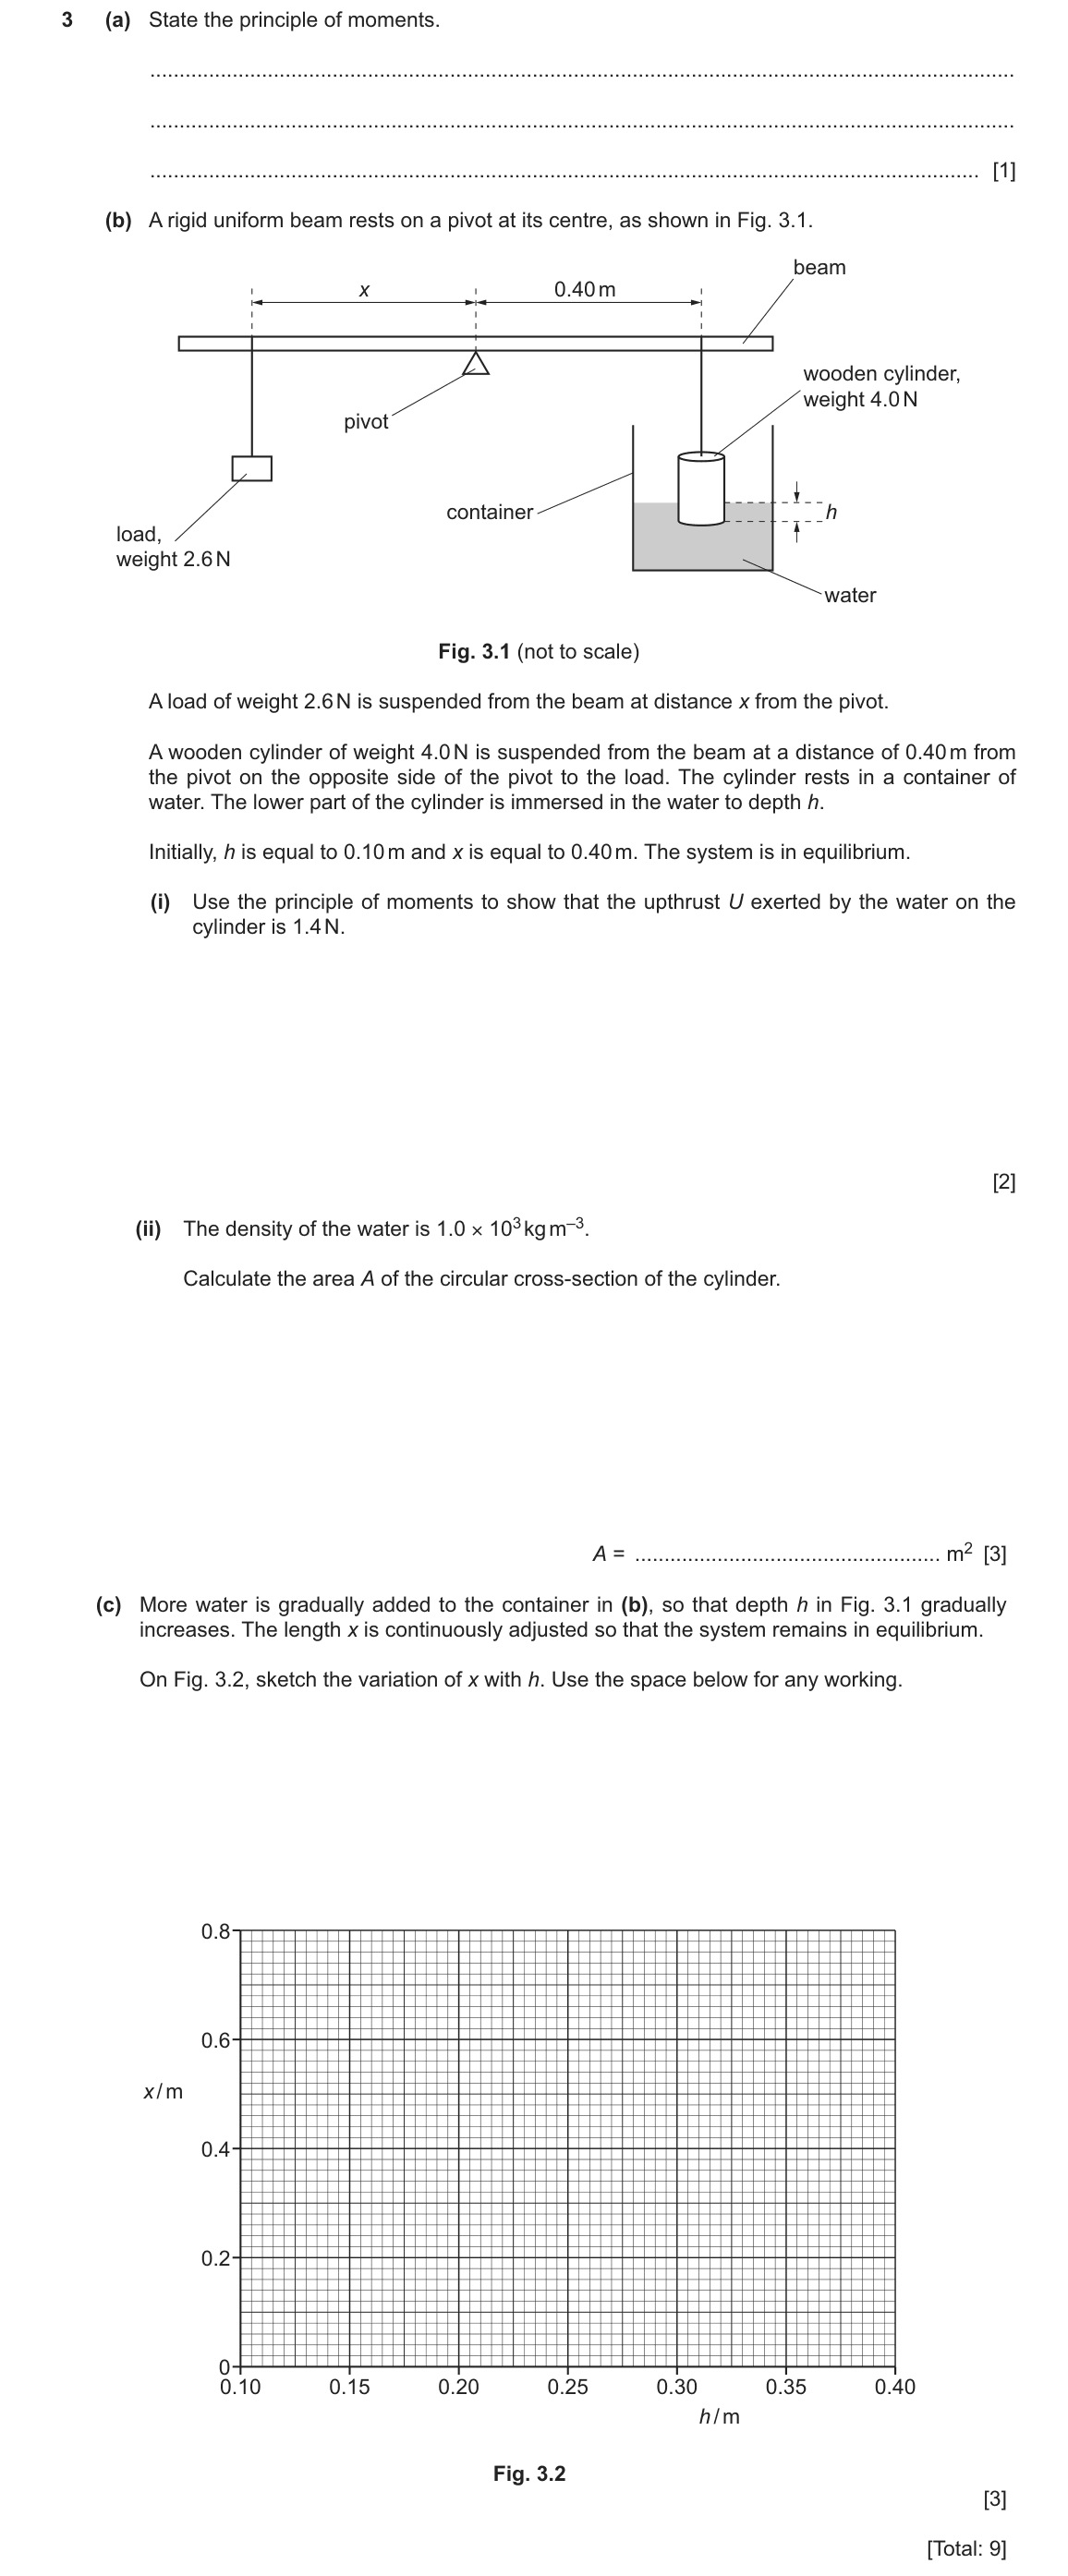 3 (a) State the principle of moments.
..........
..........
.......... [1]
(b) A rigid uniform beam rests on a pivot at its centre, as shown in Fig. 3.1.
beam
x
0.40 m
wooden cylinder,
weight 4.0 N
pivot
container
h
load,
weight 2.6 N
water
Fig. 3.1 (not to scale)
A load of weight 2.6 N is suspended from the beam at distance x from the pivot.
A wooden cylinder of weight 4.0 N is suspended from the beam at a distance of 0.40 m from
the pivot on the opposite side of the pivot to the load. The cylinder rests in a container of
water. The lower part of the cylinder is immersed in the water to depth h.
Initially, h is equal to 0.10 m and x is equal to 0.40 m. The system is in equilibrium.
(i) Use the principle of moments to show that the upthrust U exerted by the water on the
cylinder is 1.4 N.
[2]
(ii) The density of the water is 1.0 × 10³ kg m⁻³.
Calculate the area A of the circular cross-section of the cylinder.
A = .......... m² [3]
(c) More water is gradually added to the container in (b), so that depth h in Fig. 3.1 gradually
increases. The length x is continuously adjusted so that the system remains in equilibrium.
On Fig. 3.2, sketch the variation of x with h. Use the space below for any working.
0.8
0.6
x / m
0.4
0.2
0
0.10 0.15 0.20 0.25 0.30 0.35 0.40
h / m
Fig. 3.2
[3]
[Total: 9]